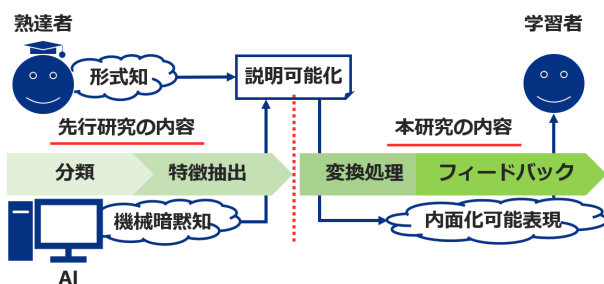 熟達者
学習者
形式知
説明可能化
先行研究の内容
本研究の内容
分類
特徴抽出
変換処理
フィードバック
機械暗黙知
内面化可能表現
AI